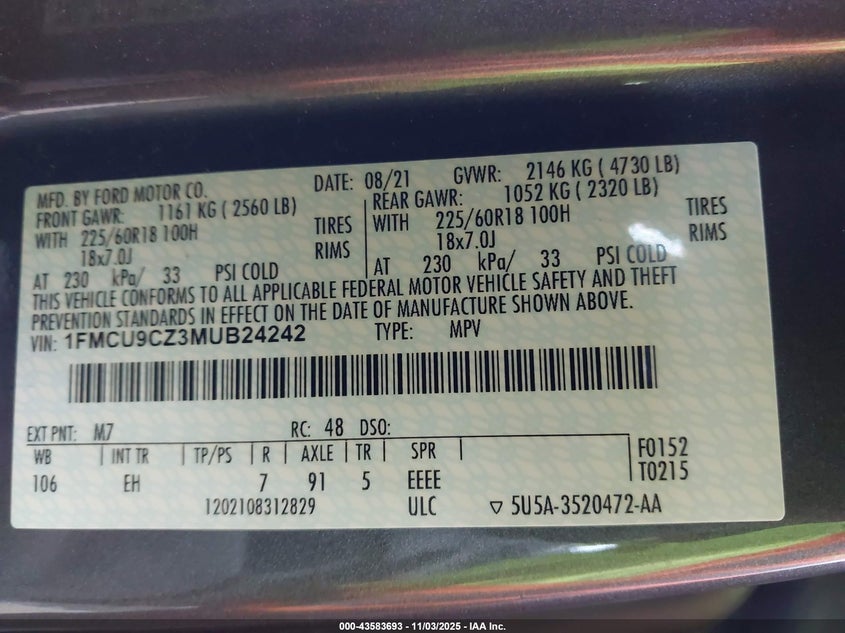 MFD. BY FORD MOTOR CO. DATE: 08/21 GVWR: 2146 KG ( 4730 LB)
FRONT GAWR: 1161 KG ( 2560 LB) REAR GAWR: 1052 KG ( 2320 LB)
WITH 225/60R18 100H TIRES WITH 225/60R18 100H TIRES
18x7.0J RIMS 18x7.0J RIMS
AT 230 kPa/ 33 PSI COLD AT 230 kPa/ 33 PSI COLD
THIS VEHICLE CONFORMS TO ALL APPLICABLE FEDERAL MOTOR VEHICLE SAFETY AND THEFT
PREVENTION STANDARDS IN EFFECT ON THE DATE OF MANUFACTURE SHOWN ABOVE.
VIN: 1FMCU9CZ3MUB24242 TYPE: MPV
EXT PNT: M7 RC: 48 DSO:
WB INT TR TP/PS R AXLE TR SPR F0152
106 EH 7 91 5 EEEE T0215
1202108312829 ULC ▽ 5U5A-3520472-AA
000-43583693 - 11/03/2025 - IAA Inc.